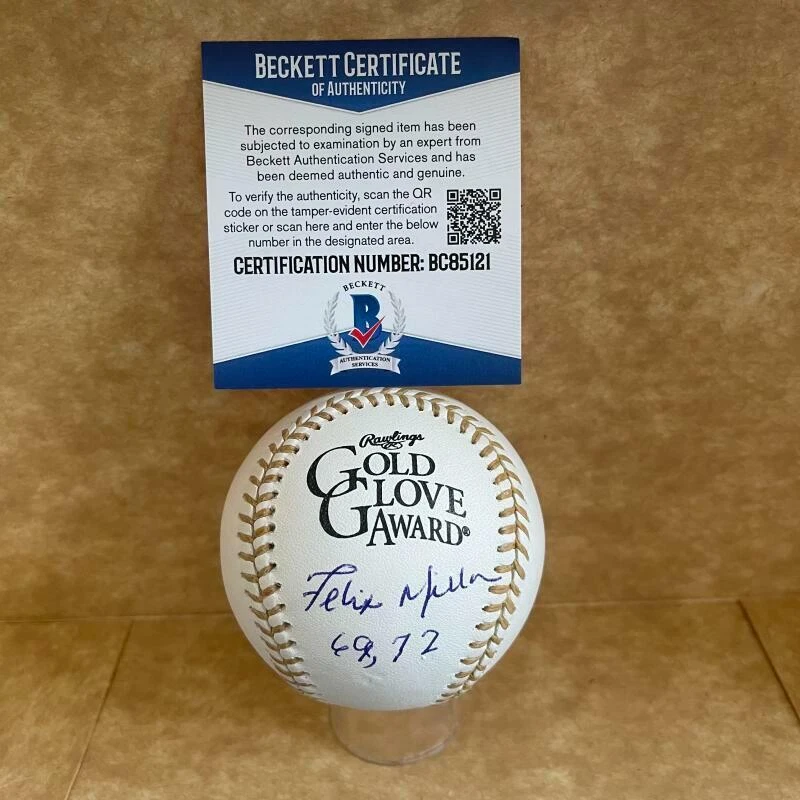 BECKETT CERTIFICATE
OF AUTHENTICITY
The corresponding signed item has been
subjected to examination by an expert from
Beckett Authentication Services and has
been deemed authentic and genuine.
To verify the authenticity, scan the QR
code on the tamper-evident certification
sticker or scan here and enter the below
number in the designated area.
CERTIFICATION NUMBER: BC85121
BECKETT
B
AUTHENTICATION
SERVICES
Rawlings
GOLD
GLOVE
AWARD®
Felix Millan
69, 72